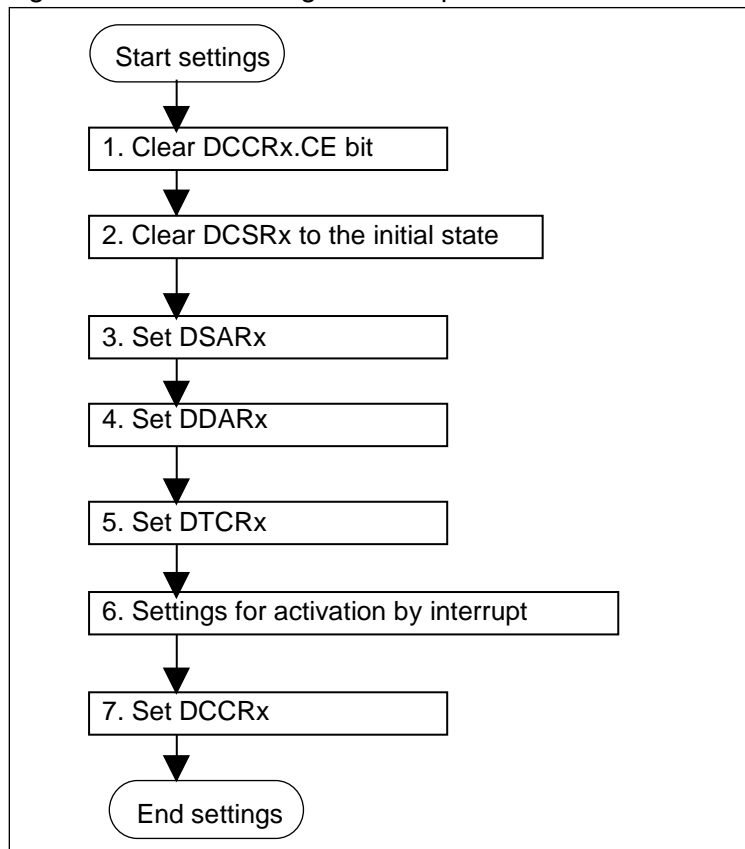 Start settings
1. Clear DCCRx.CE bit
2. Clear DCSRx to the initial state
3. Set DSARx
4. Set DDARx
5. Set DTCRx
6. Settings for activation by interrupt
7. Set DCCRx
End settings